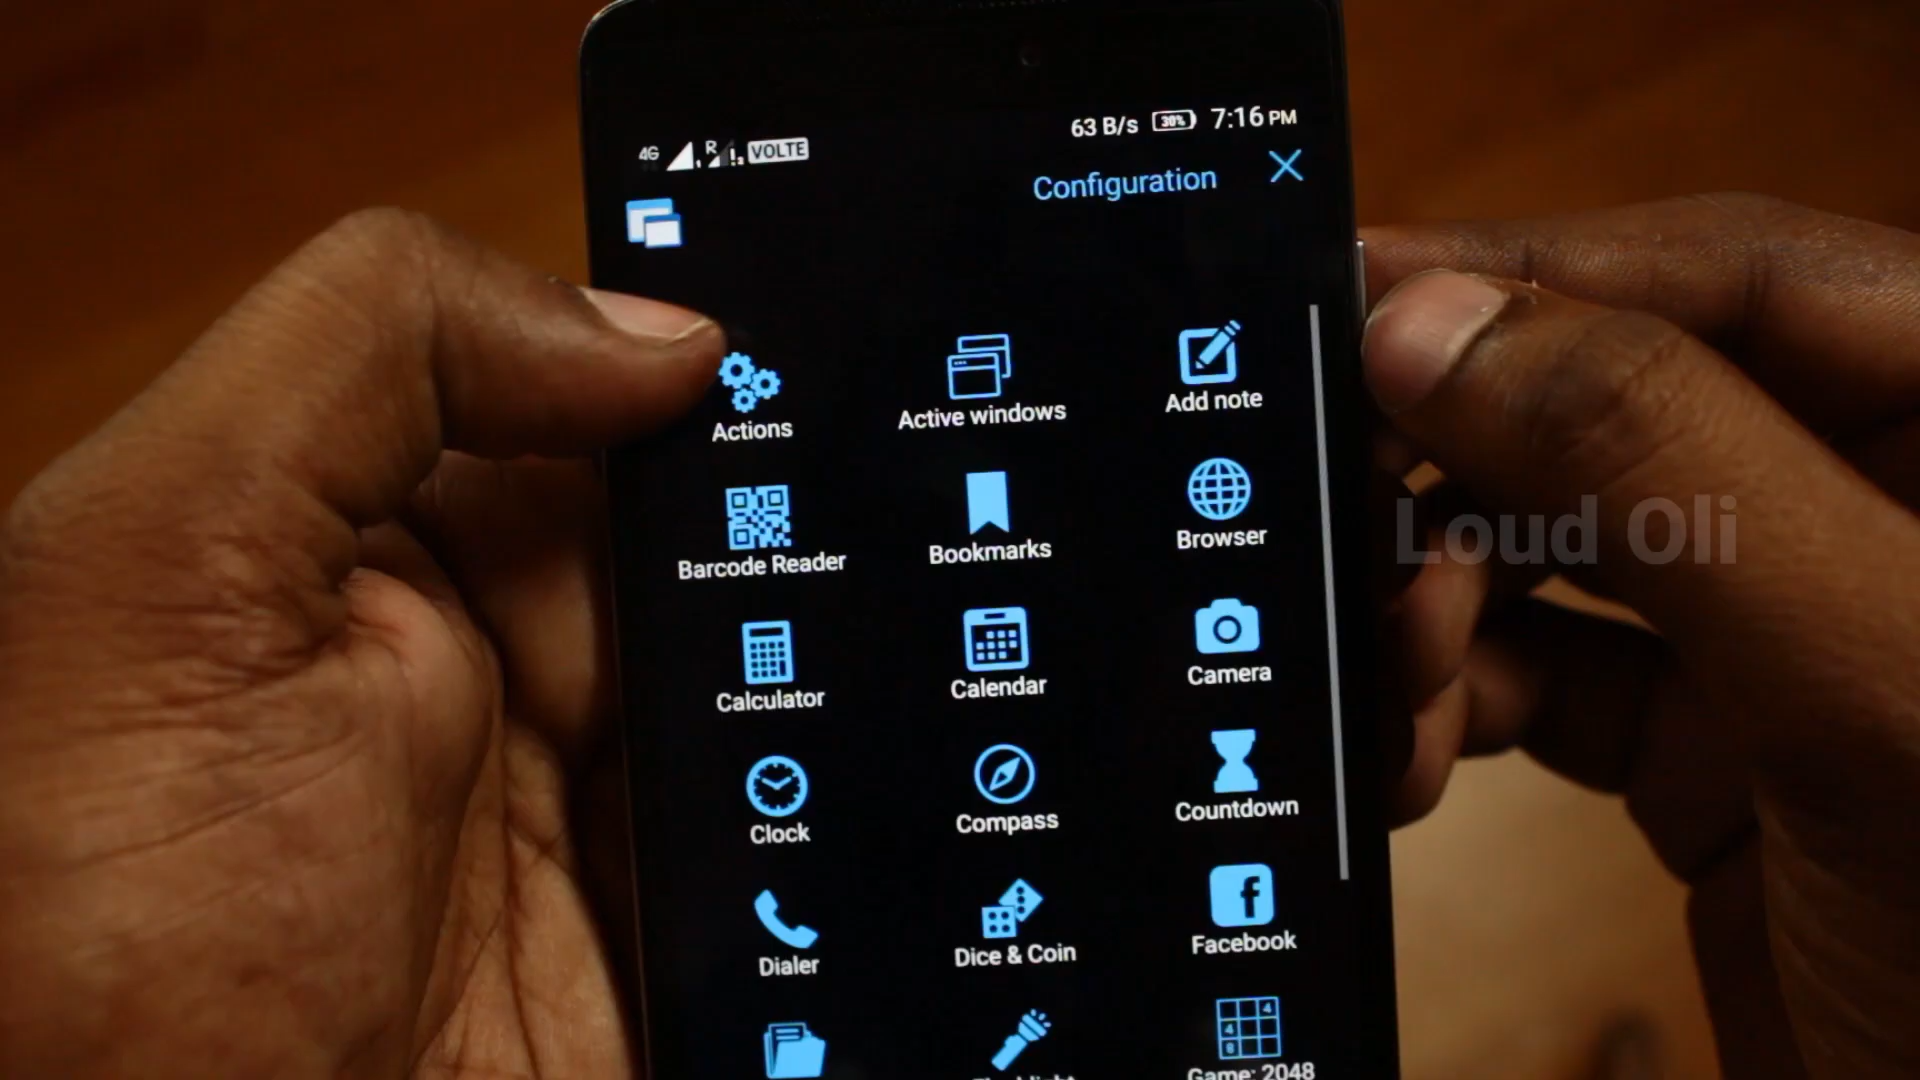 63 B/s 30% 7:16 PM
4G R VOLTE
Configuration
Actions
Active windows
Add note
Barcode Reader
Bookmarks
Browser
Loud Oli
Calculator
Calendar
Camera
Clock
Compass
Countdown
Dialer
Dice & Coin
Facebook
Game: 2048